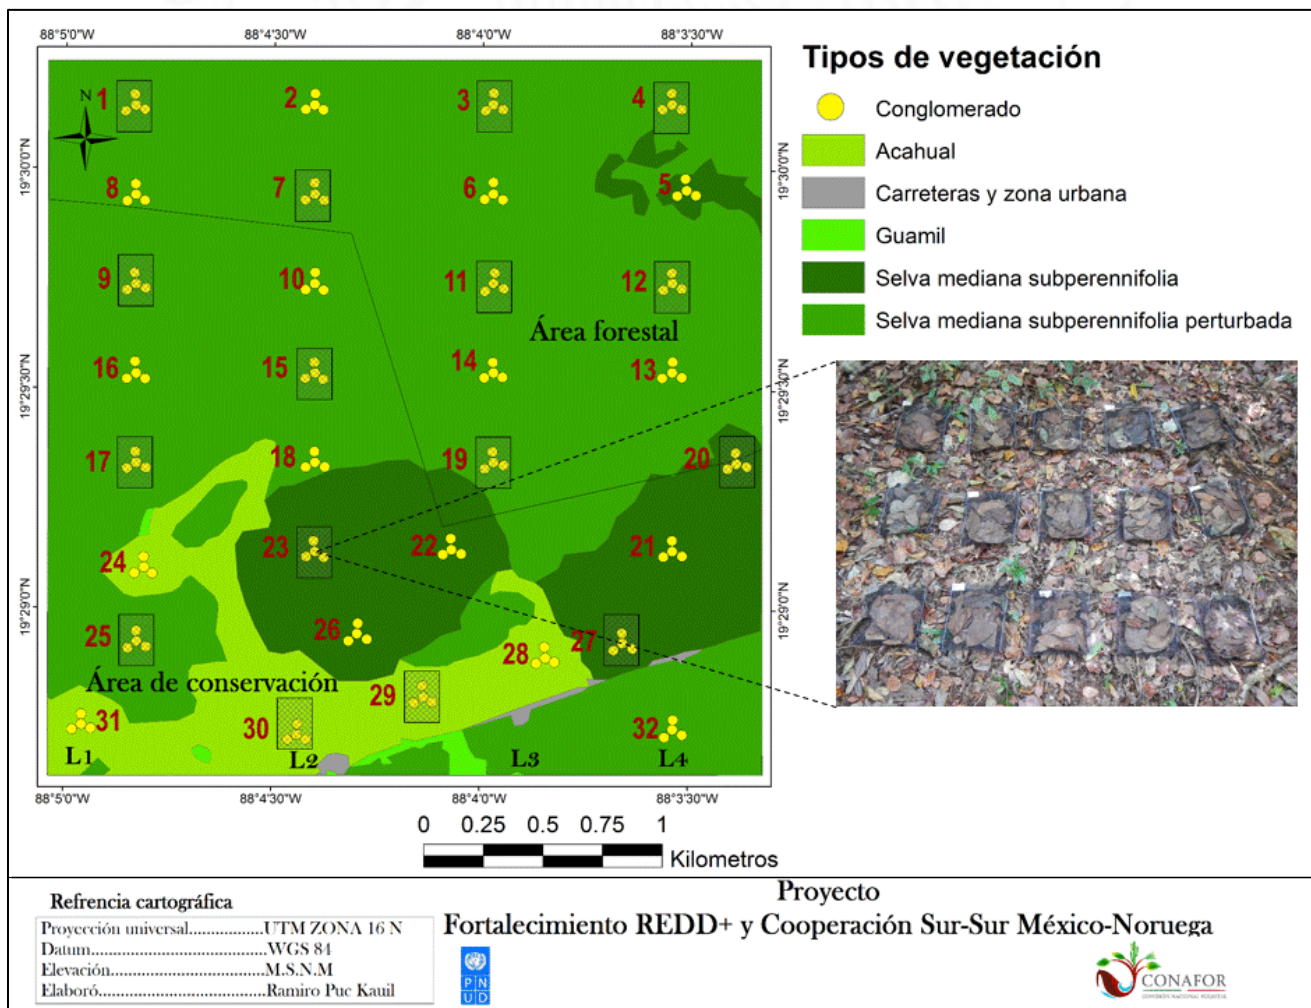 88°5'0"W 88°4'30"W 88°4'0"W 88°3'30"W
Tipos de vegetación
Conglomerado
Acahual
Carreteras y zona urbana
Guamil
Selva mediana subperennifolia
Selva mediana subperennifolia perturbada
N
1 2 3 4
19°30'0"N 19°30'0"N
8 7 6 5
9 10 11 12
Área forestal
16 15 14 13
19°29'30"N 19°29'30"N
17 18 19 20
24 23 22 21
19°29'0"N 19°29'0"N
25 26 28 27
Área de conservación
31 30 29 32
L1 L2 L3 L4
88°5'0"W 88°4'30"W 88°4'0"W 88°3'30"W
0 0.25 0.5 0.75 1
Kilometros
Refrencia cartográfica
Proyección universal.................UTM ZONA 16 N
Datum.......................................WGS 84
Elevación..................................M.S.N.M
Elaboró....................................Ramiro Puc Kauil
Proyecto
Fortalecimiento REDD+ y Cooperación Sur-Sur México-Noruega
P N
U D
CONAFOR
COMISIÓN NACIONAL FORESTAL